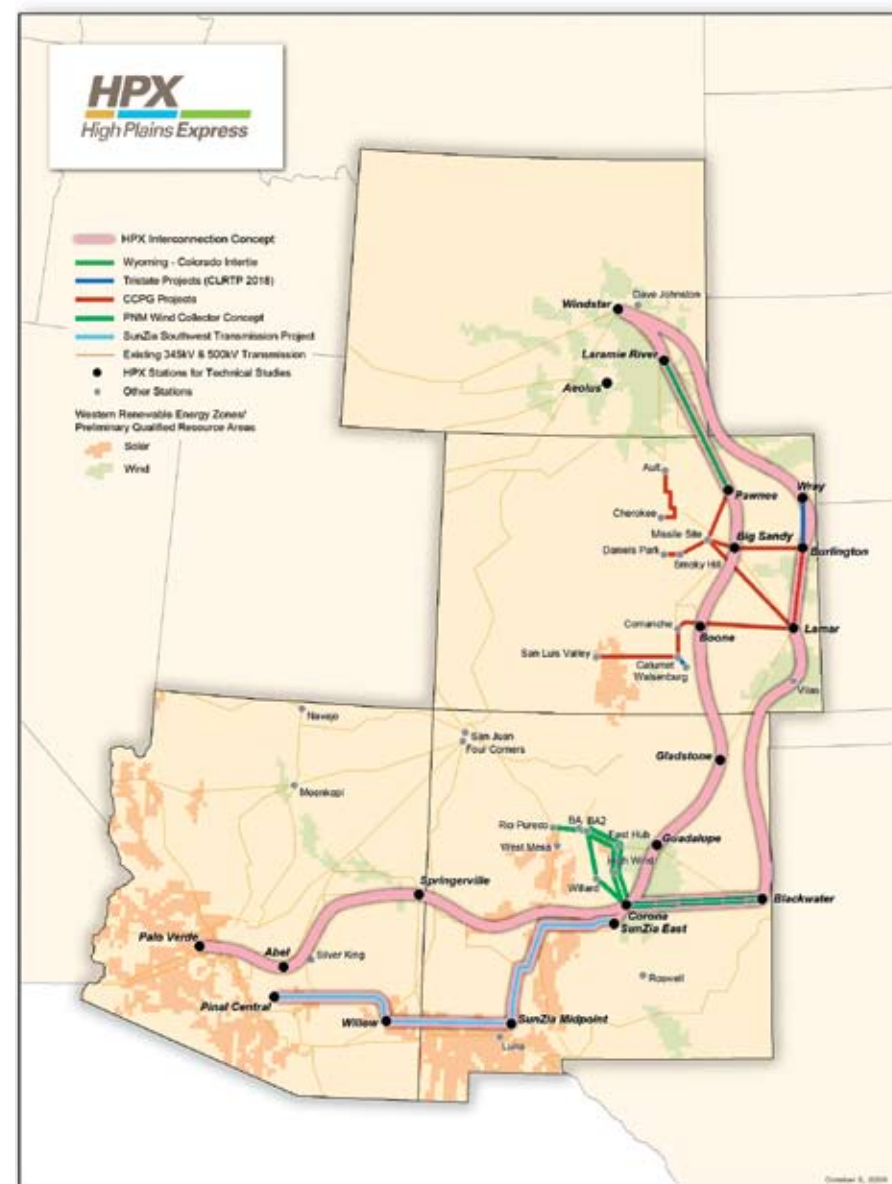 HPX
High Plains Express
HPX Interconnection Concept
Wyoming - Colorado Intertie
Tristate Projects (CLRTP 2018)
CCPG Projects
PNM Wind Collector Concept
SunZia Southwest Transmission Project
Existing 345kV & 500kV Transmission
HPX Stations for Technical Studies
Other Stations
Western Renewable Energy Zones'
Preliminary Qualified Resource Areas
Solar
Wind
Dave Johnston
Windstar
Laramie River
Aeolus
Ault
Pawnee
Wray
Cherokee
Missile Site
Big Sandy
Daniels Park
Smoky Hill
Burlington
Comanche
Boone
Lamar
San Luis Valley
Calumet
Walsenburg
Vilas
Navajo
San Juan
Four Corners
Gladstone
Moenkopi
Rio Puerco
BA
BA2
East Hub
Guadalupe
West Mesa
High Wind
Willard
Springerville
Corona
Blackwater
SunZia East
Palo Verde
Abel
Silver King
Roswell
Pinal Central
Willow
SunZia Midpoint
Luna